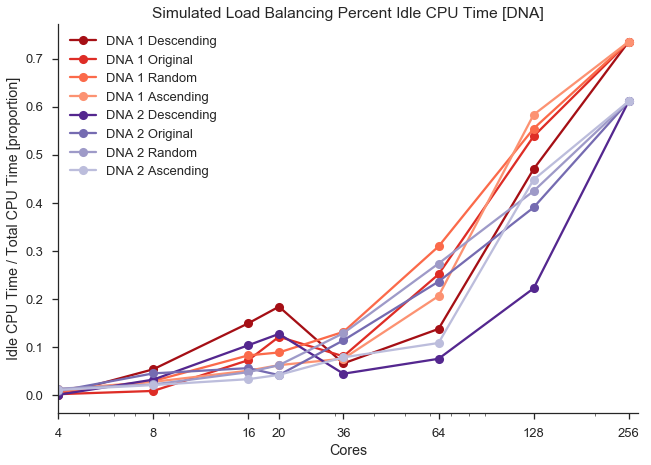 Simulated Load Balancing Percent Idle CPU Time [DNA]
Idle CPU Time / Total CPU Time [proportion]
0.7
0.6
0.5
0.4
0.3
0.2
0.1
0.0
DNA 1 Descending
DNA 1 Original
DNA 1 Random
DNA 1 Ascending
DNA 2 Descending
DNA 2 Original
DNA 2 Random
DNA 2 Ascending
4 8 16 20 36 64 128 256
Cores